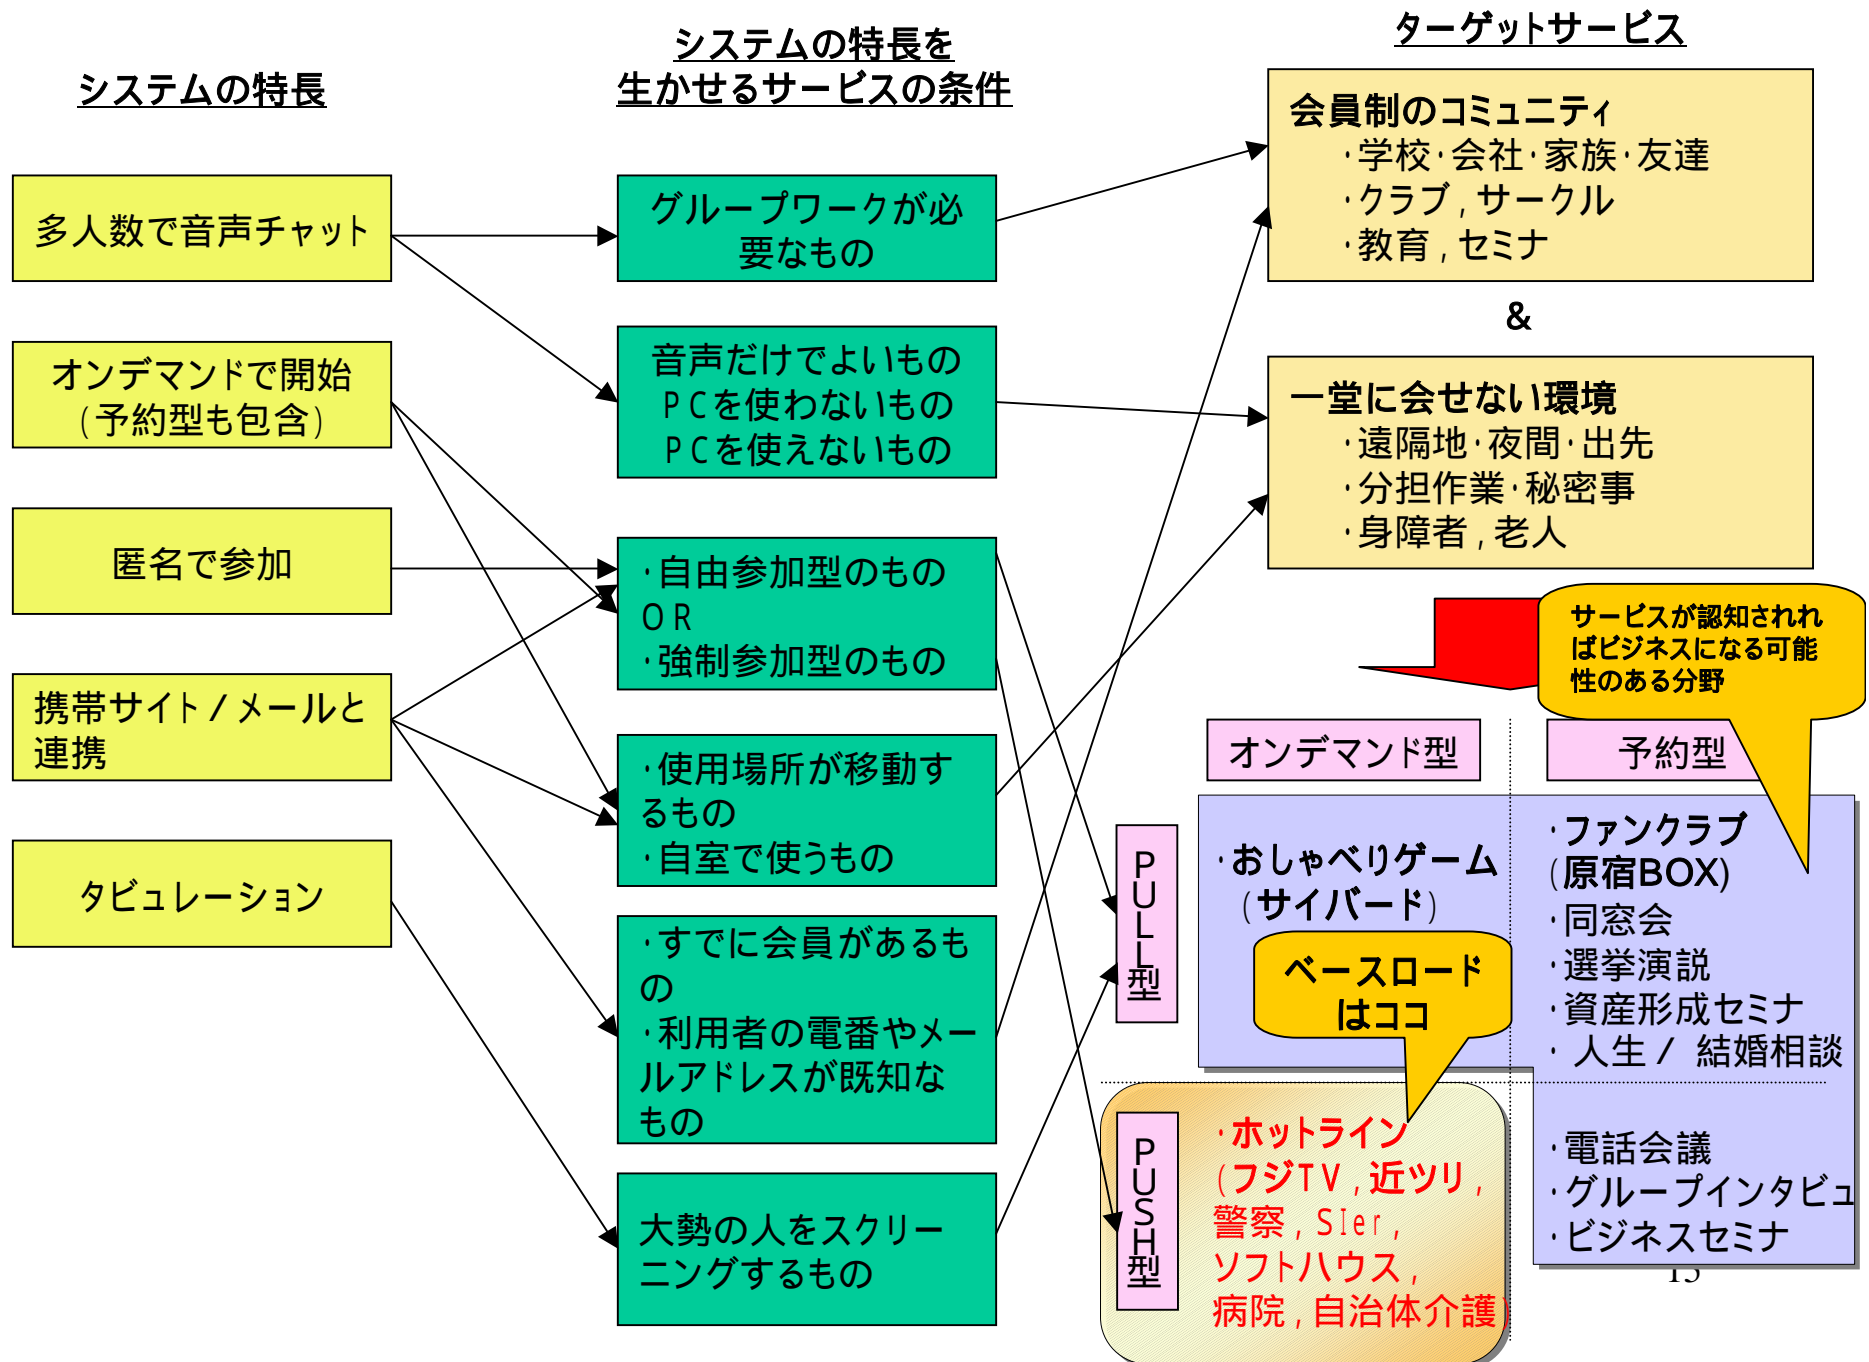 システムの特長
多人数で音声チャット
オンデマンドで開始
(予約型も包含)
匿名で参加
携帯サイト/メールと
連携
タビュレーション
システムの特長を
生かせるサービスの条件
グループワークが必
要なもの
音声だけでよいもの
PCを使わないもの
PCを使えないもの
・自由参加型のもの
OR
・強制参加型のもの
・使用場所が移動す
るもの
・自室で使うもの
・すでに会員があるも
の
・利用者の電番やメー
ルアドレスが既知な
もの
大勢の人をスクリー
ニングするもの
ターゲットサービス
会員制のコミュニティ
・学校・会社・家族・友達
・クラブ,サークル
・教育,セミナ
&
一堂に会せない環境
・遠隔地・夜間・出先
・分担作業・秘密事
・身障者,老人
サービスが認知されれ
ばビジネスになる可能
性のある分野
オンデマンド型
予約型
PULL型
・おしゃべりゲーム
(サイバード)
ベースロード
はココ
・ファンクラブ
(原宿BOX)
・同窓会
・選挙演説
・資産形成セミナ
・ 人生/ 結婚相談
PUSH型
・ホットライン
(フジTV,近ツリ,
警察,SIer,
ソフトハウス,
病院,自治体介護)
・電話会議
・グループインタビュ
・ビジネスセミナ